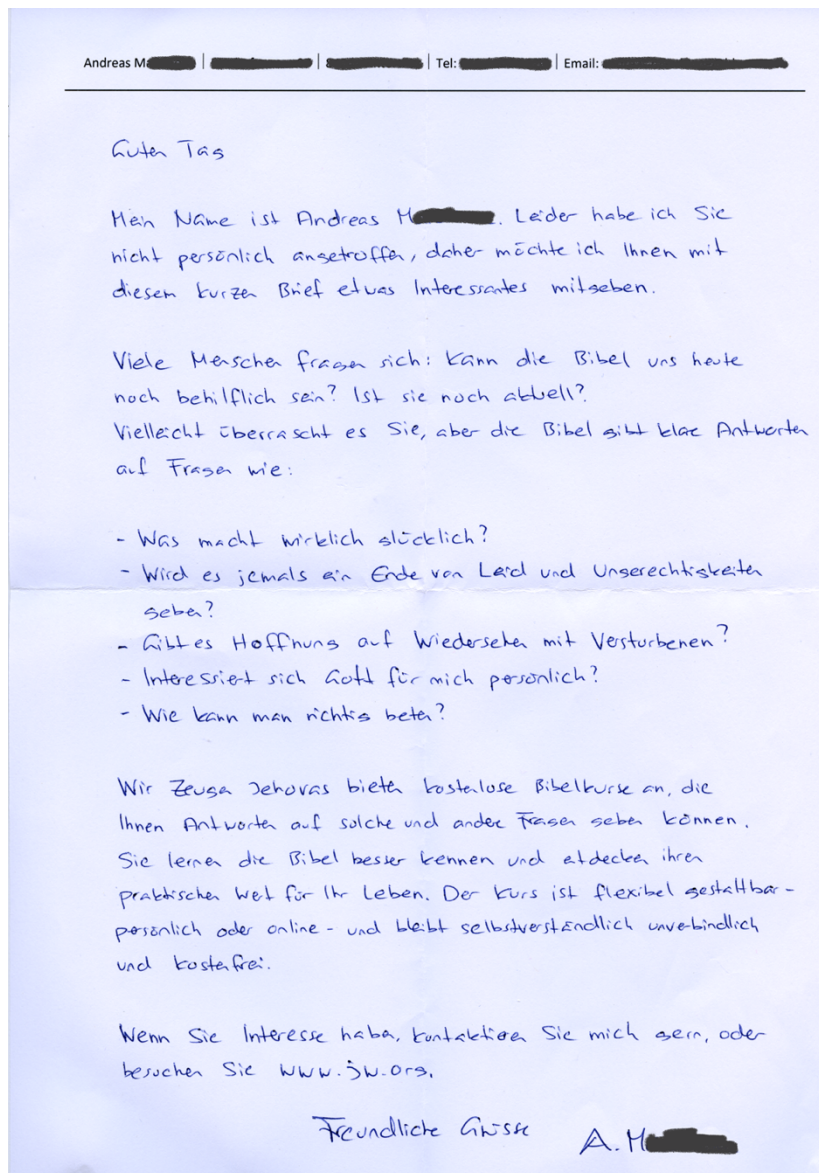 Andreas M | | | Tel: | Email:
Guten Tag
Mein Name ist Andreas M. Leider habe ich Sie
nicht persönlich angetroffen, daher möchte ich Ihnen mit
diesem kurzen Brief etwas Interessantes mitgeben.
Viele Menschen fragen sich: Kann die Bibel uns heute
noch behilflich sein? Ist sie noch aktuell?
Vielleicht überrascht es Sie, aber die Bibel gibt klare Antworten
auf Fragen wie:
- Was macht wirklich glücklich?
- Wird es jemals ein Ende von Leid und Ungerechtigkeiten
geben?
- Gibt es Hoffnung auf Wiedersehen mit Verstorbenen?
- Interessiert sich Gott für mich persönlich?
- Wie kann man richtig beten?
Wir Zeugen Jehovas bieten kostenlose Bibelkurse an, die
Ihnen Antworten auf solche und andere Fragen geben können.
Sie lernen die Bibel besser kennen und entdecken ihren
praktischen Wert für Ihr Leben. Der Kurs ist flexibel gestaltbar -
persönlich oder online - und bleibt selbstverständlich unverbindlich
und kostenfrei.
Wenn Sie Interesse haben, kontaktieren Sie mich gern, oder
besuchen Sie www.jw.org.
Freundliche Grüsse
A. M